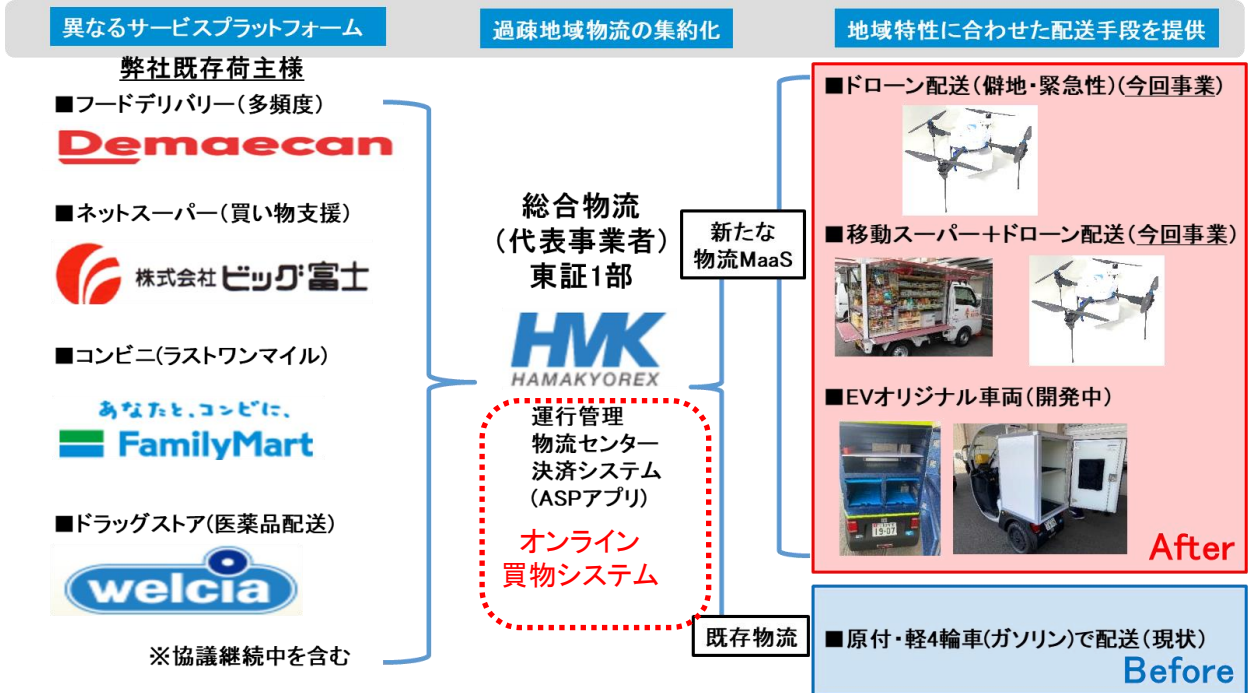 異なるサービスプラットフォーム
過疎地域物流の集約化
地域特性に合わせた配送手段を提供
弊社既存荷主様
■フードデリバリー(多頻度)
Demaecan
■ネットスーパー(買い物支援)
株式会社ビッグ富士
■コンビニ(ラストワンマイル)
あなたと、コンビに、
FamilyMart
■ドラッグストア(医薬品配送)
welcia
※協議継続中を含む
総合物流
(代表事業者)
東証1部
HMK
HAMAKYOREX
運行管理
物流センター
決済システム
(ASPアプリ)
オンライン
買物システム
新たな
物流MaaS
既存物流
■ドローン配送(僻地・緊急性)(今回事業)
■移動スーパー+ドローン配送(今回事業)
■EVオリジナル車両(開発中)
19-07
After
■原付・軽4輪車(ガソリン)で配送(現状)
Before